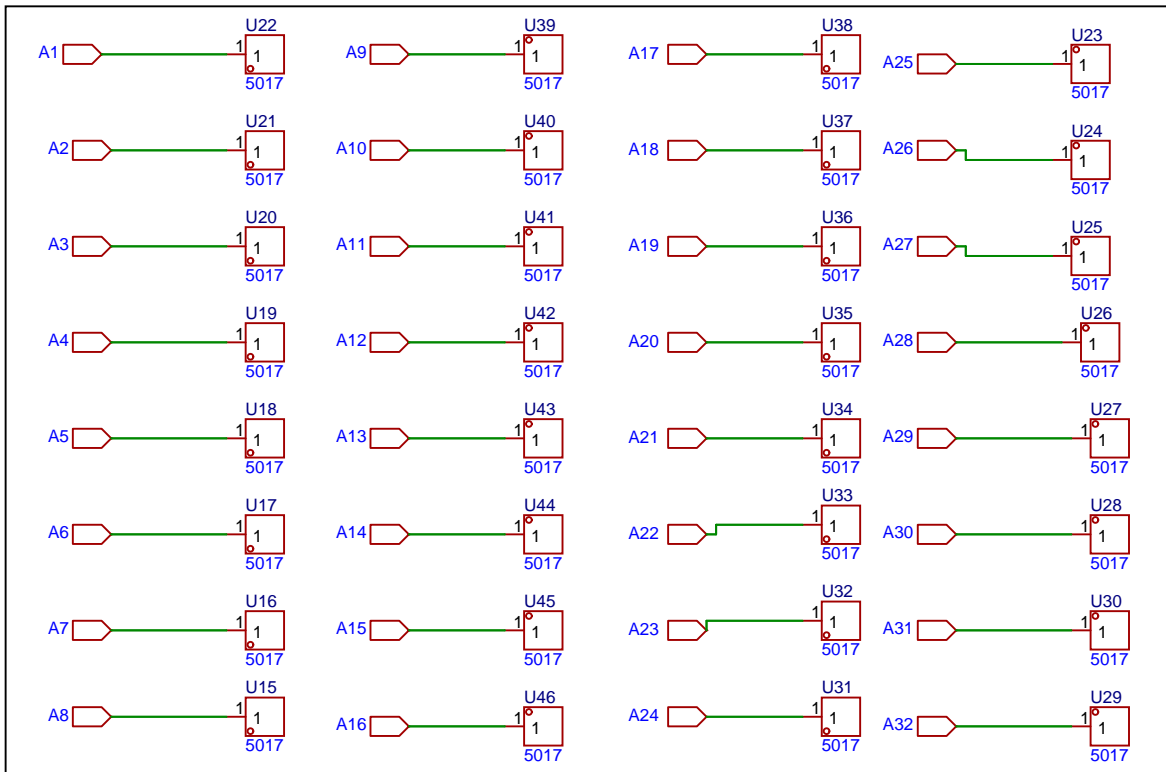 U22
A1 1 1
5017
U39
A9 1 1
5017
U38
A17 1 1
5017
U23
A25 1 1
5017
U21
A2 1 1
5017
U40
A10 1 1
5017
U37
A18 1 1
5017
U24
A26 1 1
5017
U20
A3 1 1
5017
U41
A11 1 1
5017
U36
A19 1 1
5017
U25
A27 1 1
5017
U19
A4 1 1
5017
U42
A12 1 1
5017
U35
A20 1 1
5017
U26
A28 1 1
5017
U18
A5 1 1
5017
U43
A13 1 1
5017
U34
A21 1 1
5017
U27
A29 1 1
5017
U17
A6 1 1
5017
U44
A14 1 1
5017
U33
A22 1 1
5017
U28
A30 1 1
5017
U16
A7 1 1
5017
U45
A15 1 1
5017
U32
A23 1 1
5017
U30
A31 1 1
5017
U15
A8 1 1
5017
U46
A16 1 1
5017
U31
A24 1 1
5017
U29
A32 1 1
5017